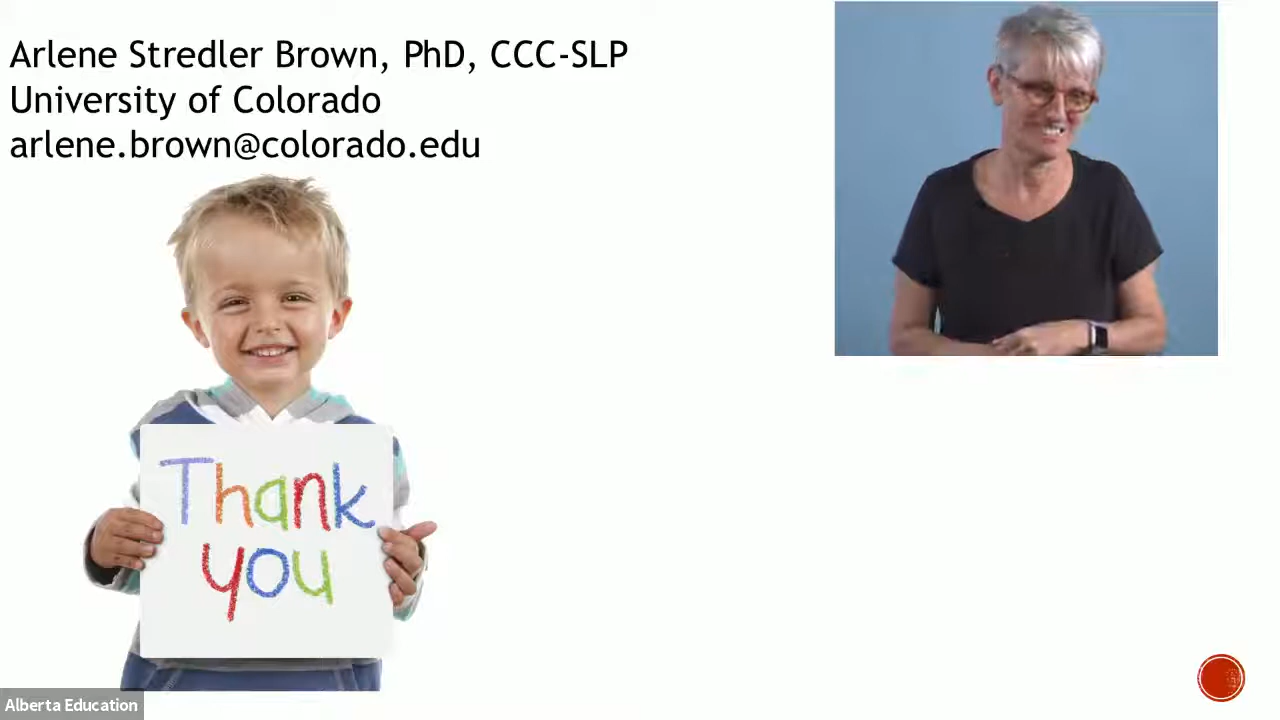 Arlene Stredler Brown, PhD, CCC-SLP
University of Colorado
arlene.brown@colorado.edu
Thank
you
Alberta Education